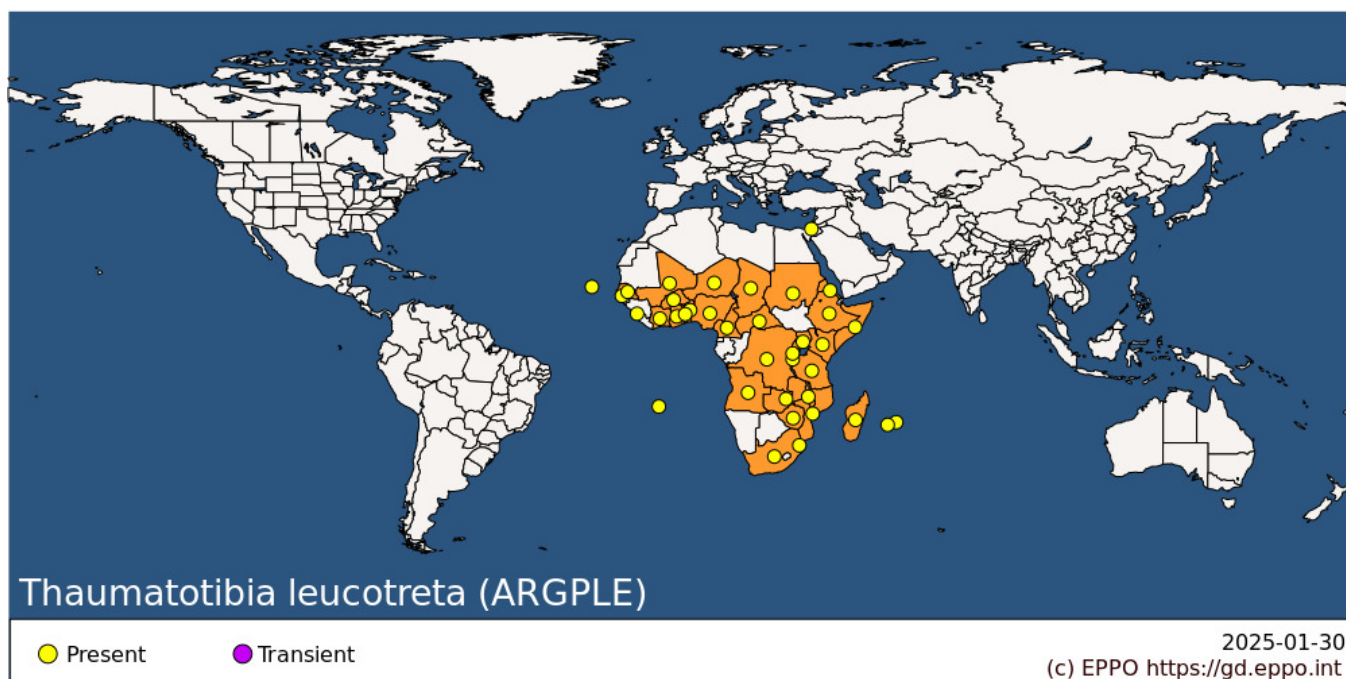 Thaumatotibia leucotreta (ARGPLE)
Present
Transient
2025-01-30
(c) EPPO https://gd.eppo.int